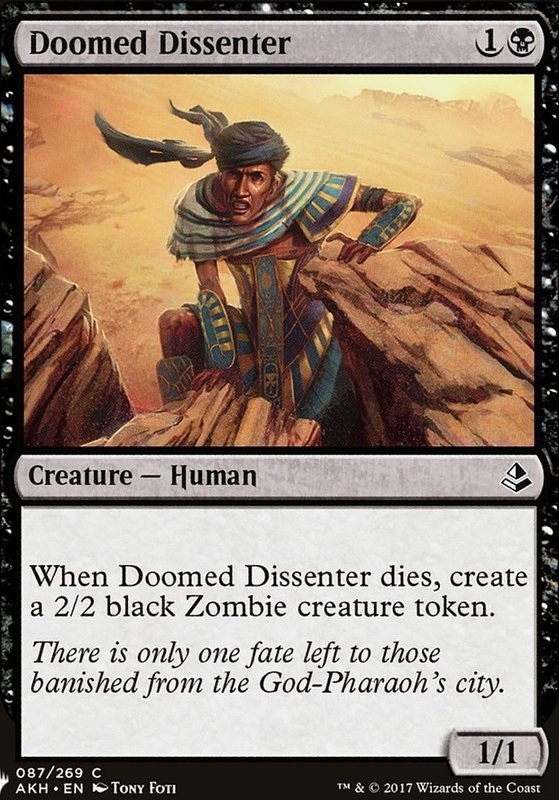 Doomed Dissenter 1
Creature — Human
When Doomed Dissenter dies, create
a 2/2 black Zombie creature token.
There is only one fate left to those
banished from the God-Pharaoh's city.
1/1
087/269 C
AKH • EN Tony Foti
™ & © 2017 Wizards of the Coast